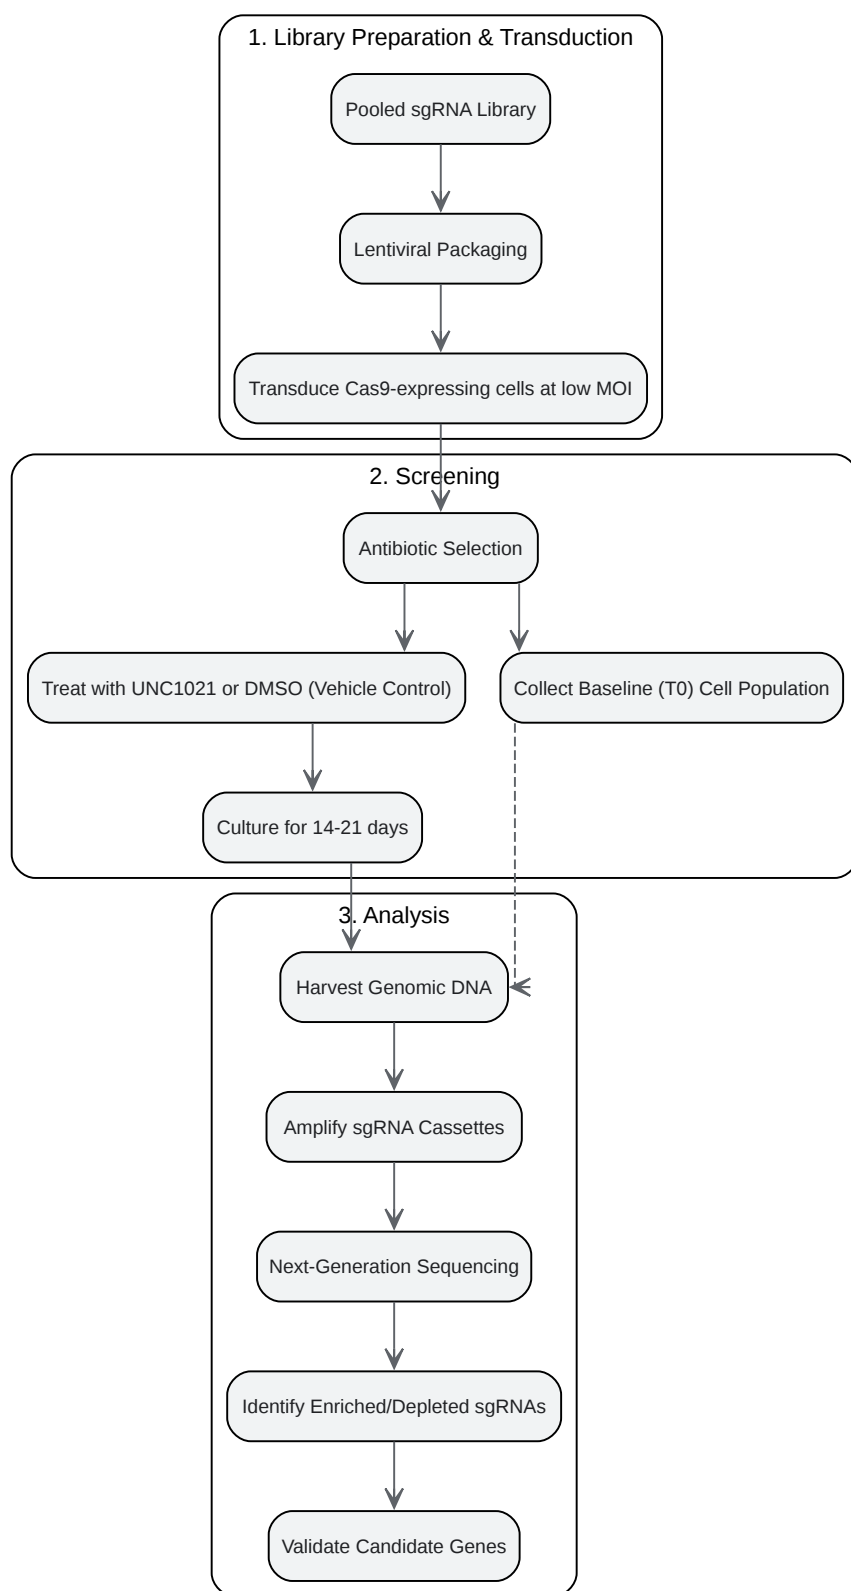 1. Library Preparation & Transduction
Pooled sgRNA Library
Lentiviral Packaging
Transduce Cas9-expressing cells at low MOI
2. Screening
Antibiotic Selection
Treat with UNC1021 or DMSO (Vehicle Control)
Collect Baseline (T0) Cell Population
Culture for 14-21 days
3. Analysis
Harvest Genomic DNA
Amplify sgRNA Cassettes
Next-Generation Sequencing
Identify Enriched/Depleted sgRNAs
Validate Candidate Genes